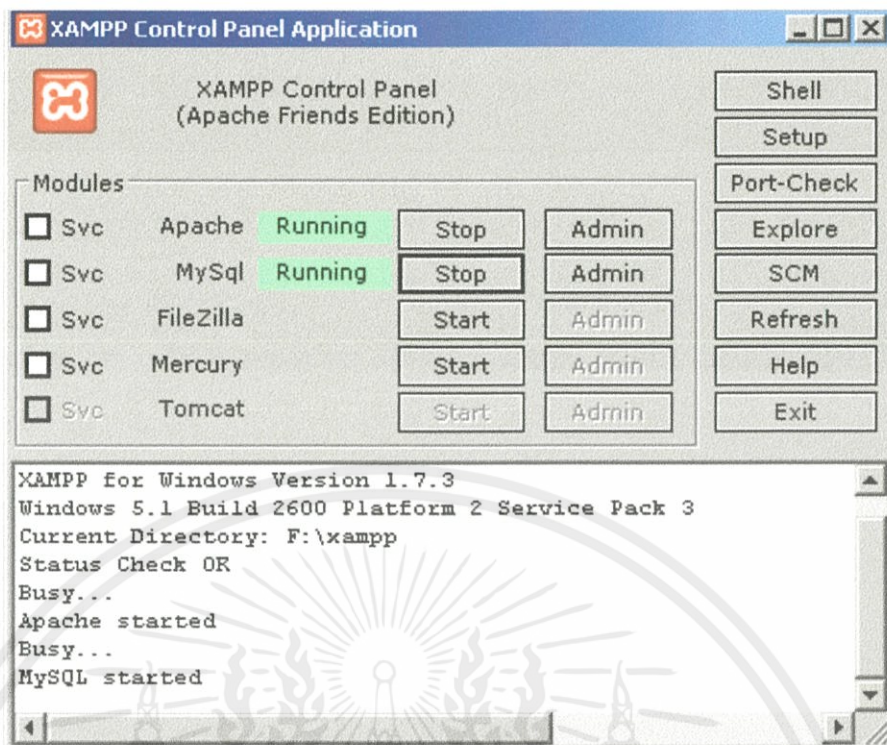 XAMPP Control Panel Application
XAMPP Control Panel
(Apache Friends Edition)
Shell
Setup
Port-Check
Explore
SCM
Refresh
Help
Exit
Modules
Svc Apache Running Stop Admin
Svc MySql Running Stop Admin
Svc FileZilla Start Admin
Svc Mercury Start Admin
Svc Tomcat Start Admin
XAMPP for Windows Version 1.7.3
Windows 5.1 Build 2600 Platform 2 Service Pack 3
Current Directory: F:\xampp
Status Check OK
Busy...
Apache started
Busy...
MySQL started